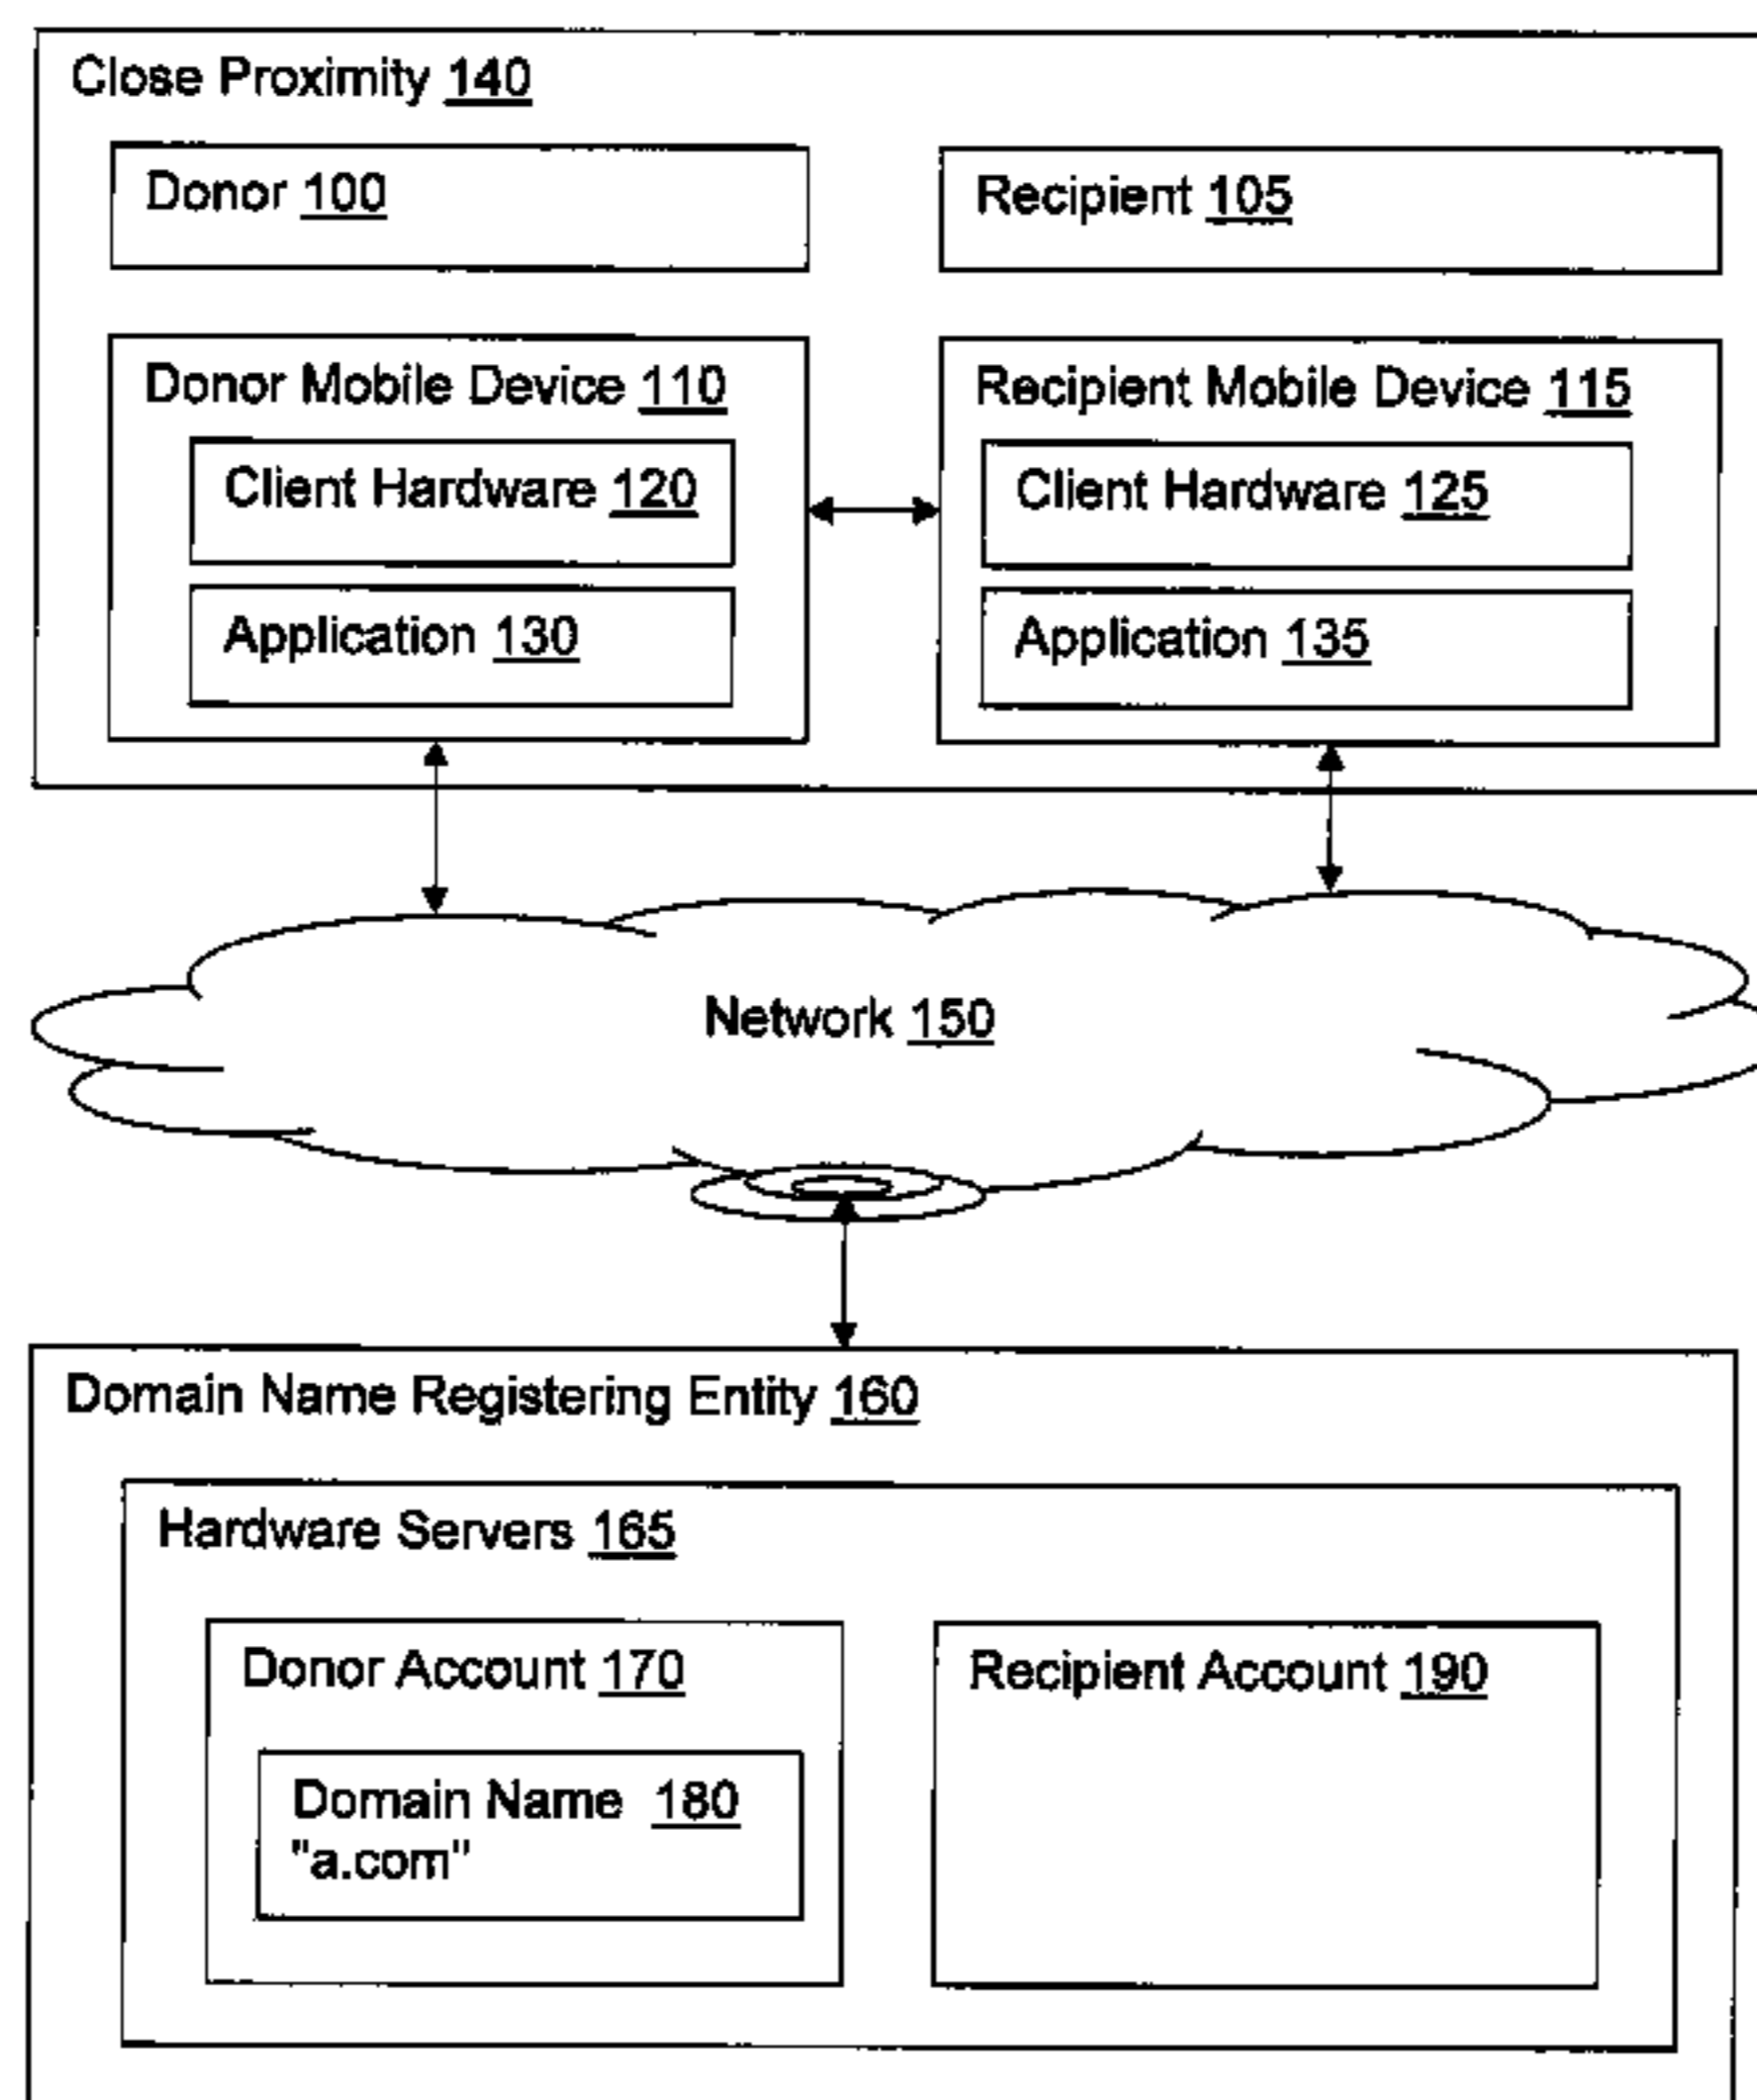 Close Proximity 140
Donor 100
Recipient 105
Donor Mobile Device 110
Recipient Mobile Device 115
Client Hardware 120
Client Hardware 125
Application 130
Application 135
Network 150
Domain Name Registering Entity 160
Hardware Servers 165
Donor Account 170
Recipient Account 190
Domain Name 180
"a.com"